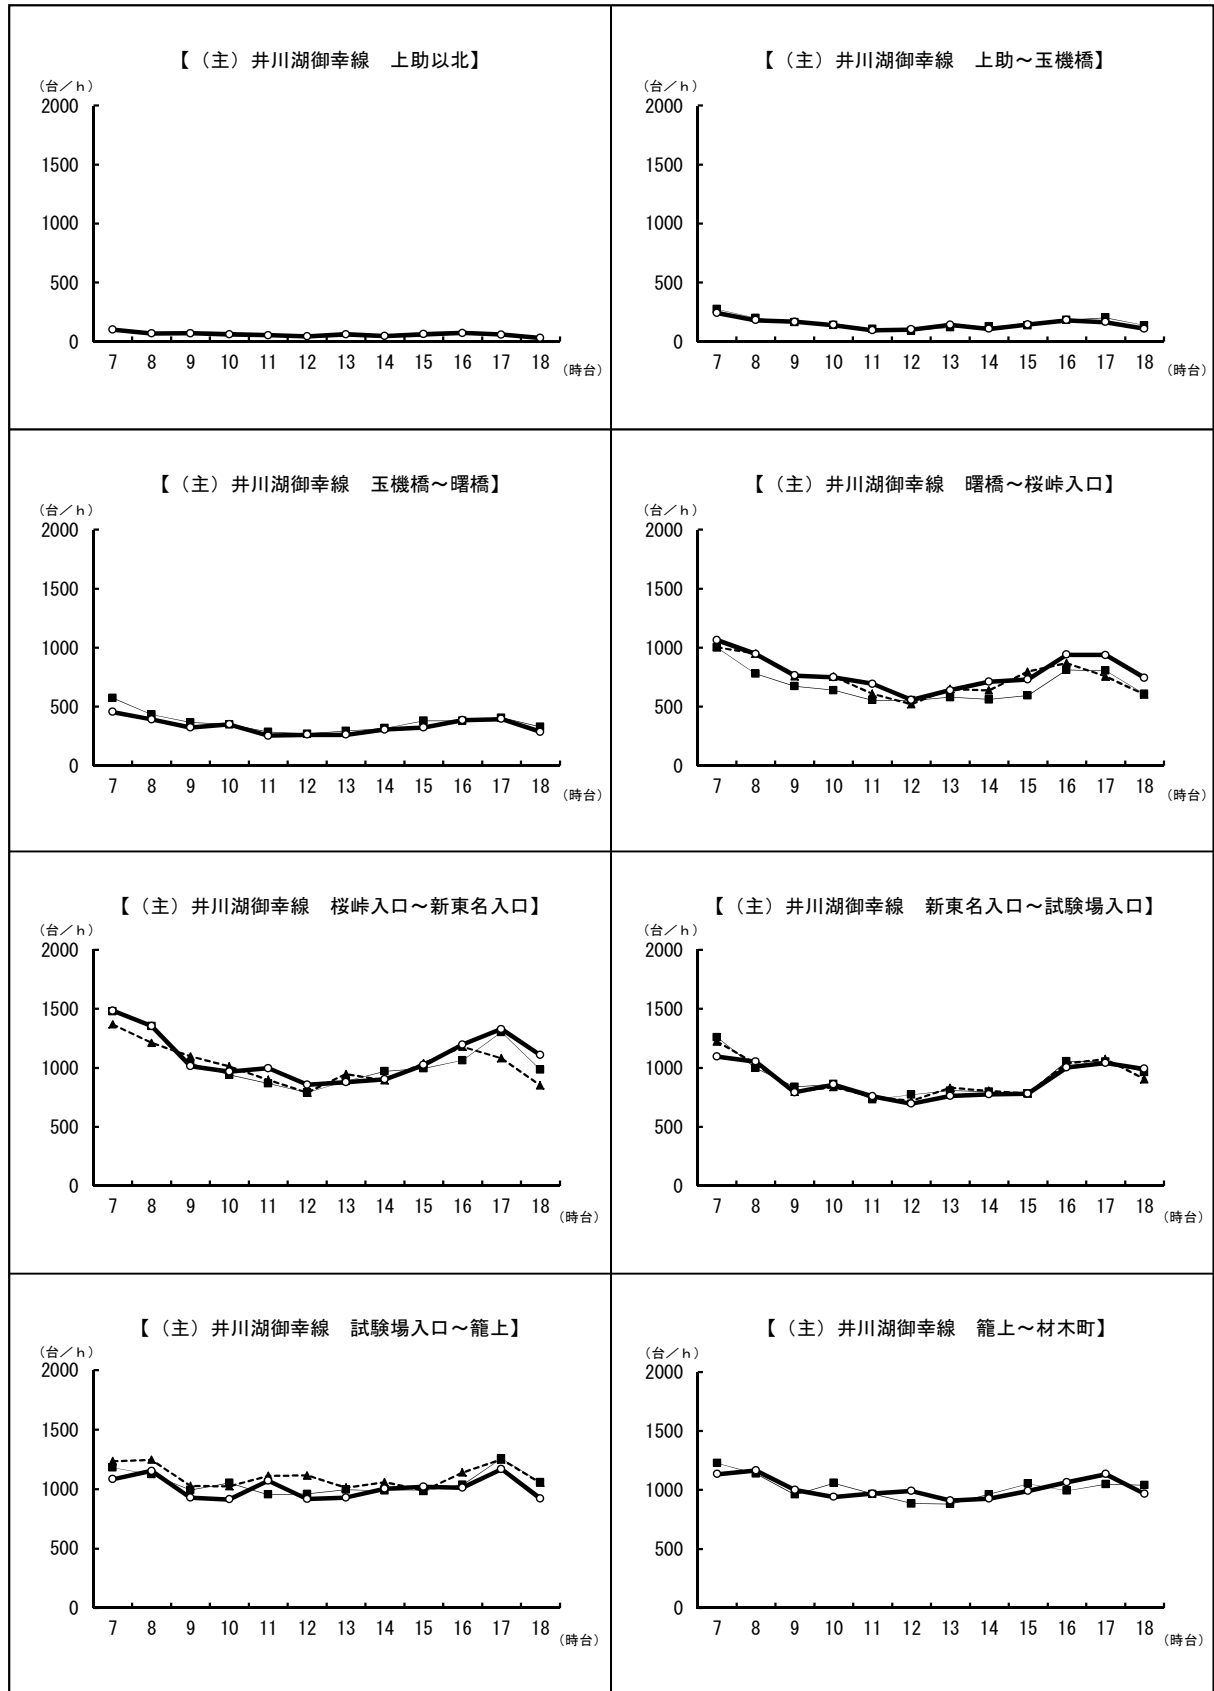 【（主）井川湖御幸線　上助以北】
（台／h）
2000
1500
1000
500
0
7 8 9 10 11 12 13 14 15 16 17 18 （時台）
【（主）井川湖御幸線　上助～玉機橋】
（台／h）
2000
1500
1000
500
0
7 8 9 10 11 12 13 14 15 16 17 18 （時台）
【（主）井川湖御幸線　玉機橋～曙橋】
（台／h）
2000
1500
1000
500
0
7 8 9 10 11 12 13 14 15 16 17 18 （時台）
【（主）井川湖御幸線　曙橋～桜峠入口】
（台／h）
2000
1500
1000
500
0
7 8 9 10 11 12 13 14 15 16 17 18 （時台）
【（主）井川湖御幸線　桜峠入口～新東名入口】
（台／h）
2000
1500
1000
500
0
7 8 9 10 11 12 13 14 15 16 17 18 （時台）
【（主）井川湖御幸線　新東名入口～試験場入口】
（台／h）
2000
1500
1000
500
0
7 8 9 10 11 12 13 14 15 16 17 18 （時台）
【（主）井川湖御幸線　試験場入口～籠上】
（台／h）
2000
1500
1000
500
0
7 8 9 10 11 12 13 14 15 16 17 18 （時台）
【（主）井川湖御幸線　籠上～材木町】
（台／h）
2000
1500
1000
500
0
7 8 9 10 11 12 13 14 15 16 17 18 （時台）